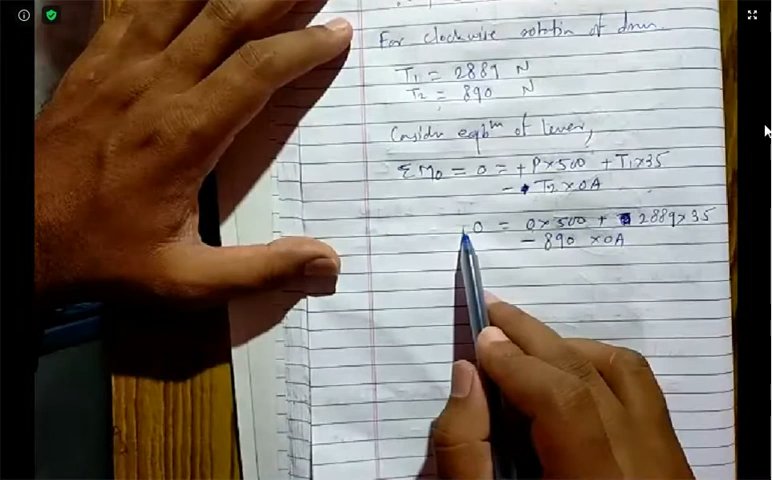 For clockwise rotation of drum.
T1 = 2889 N
T2 = 890 N
Consider eqbm of lever,
ΣMo = 0 = +P×500 + T1×35
- T2×OA
0 = 0×500 + 2889×35
- 890 ×OA